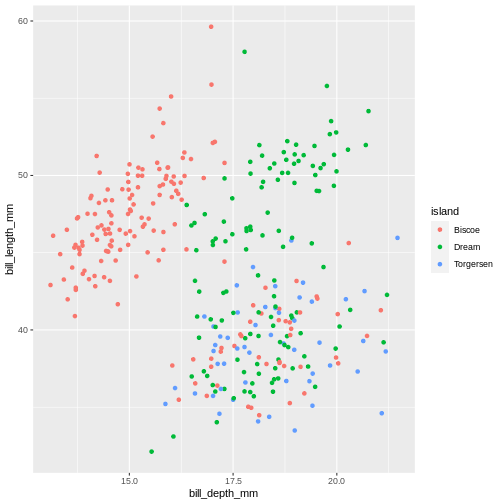 60
50
40
bill_length_mm
15.0
17.5
20.0
bill_depth_mm
island
Biscoe
Dream
Torgersen